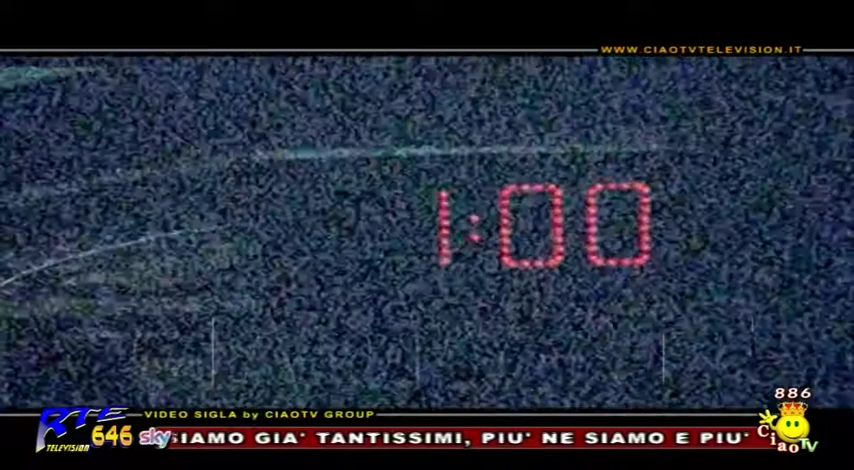 WWW.CIAOTVTELEVISION.IT
1:00
886
VIDEO SIGLA by CIAOTV GROUP
RTE TELEVISION 646 sky
SIAMO GIA' TANTISSIMI, PIU' NE SIAMO E PIU'
Ciao TV